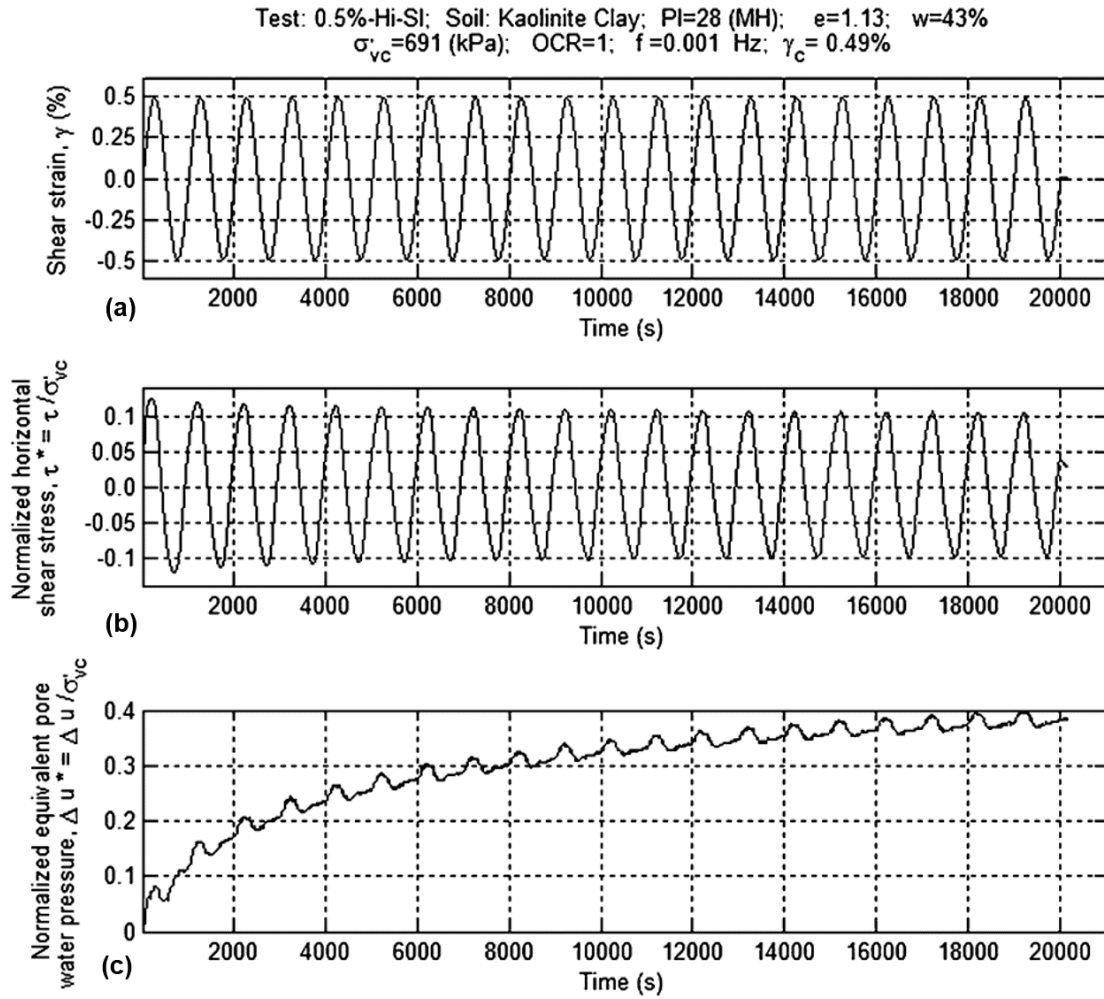 Test: 0.5%-Hi-SI; Soil: Kaolinite Clay; PI=28 (MH); e=1.13; w=43%
σ'vc=691 (kPa); OCR=1; f=0.001 Hz; γc= 0.49%
Shear strain, γ (%)
0.5
0.25
0.0
-0.25
-0.5
2000 4000 6000 8000 10000 12000 14000 16000 18000 20000
(a)
Time (s)
Normalized horizontal
shear stress, τ* = τ/σ'vc
0.1
0.05
0.0
-0.05
-0.1
2000 4000 6000 8000 10000 12000 14000 16000 18000 20000
(b)
Time (s)
Normalized equivalent pore
water pressure, Δu* = Δu/σ'vc
0.4
0.3
0.2
0.1
0
2000 4000 6000 8000 10000 12000 14000 16000 18000 20000
(c)
Time (s)